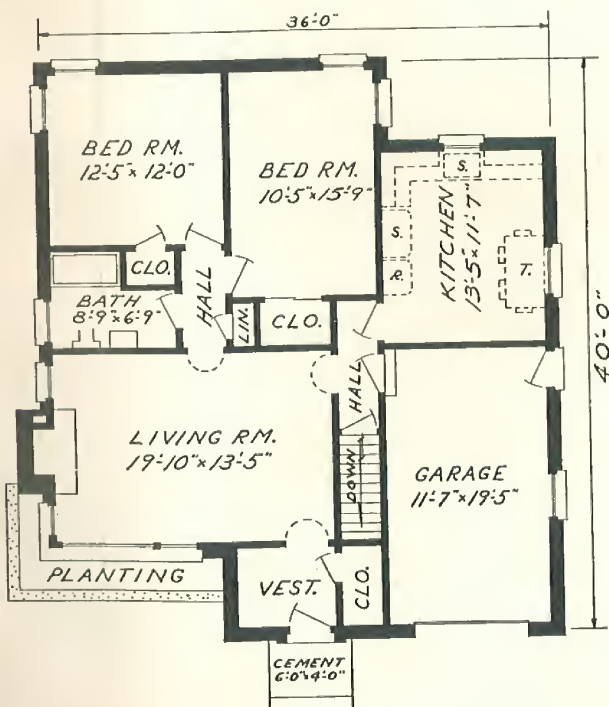 36'-0"
BED RM.
12'-5" x 12'-0"
BED RM.
10'-5" x 15'-9"
S.
S.
R.
KITCHEN
13'-5" x 11'-7"
T.
CLO.
HALL
BATH
8'-9" x 6'-9"
LIN.
CLO.
HALL
40'-0"
LIVING RM.
19'-10" x 13'-5"
DOWN
GARAGE
11'-7" x 19'-5"
PLANTING
VEST.
CLO.
CEMENT
6'-0" x 4'-0"